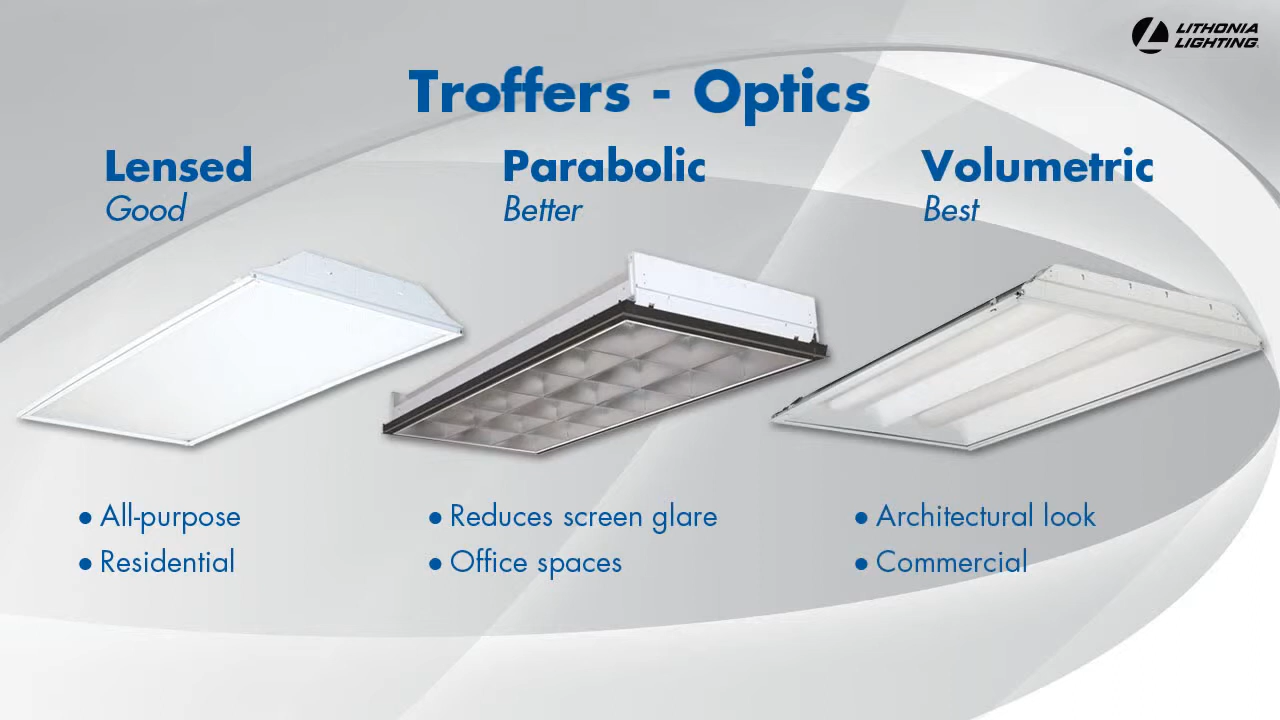 LITHONIA
LIGHTING
Troffers - Optics
Lensed
Good
Parabolic
Better
Volumetric
Best
● All-purpose
● Residential
● Reduces screen glare
● Office spaces
● Architectural look
● Commercial